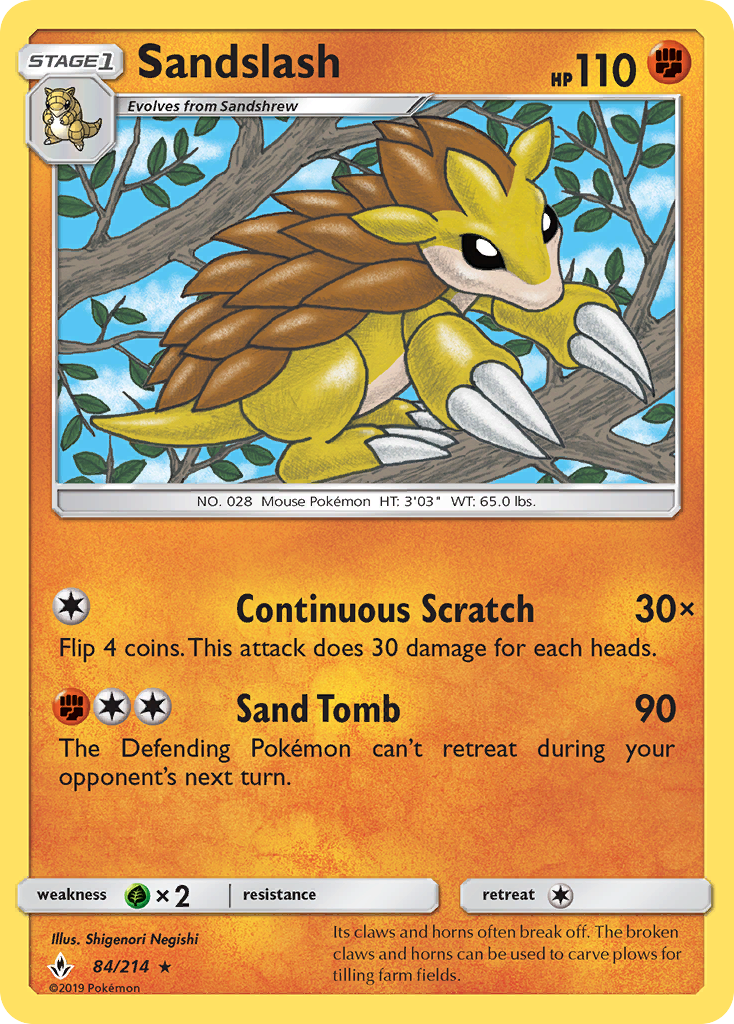 STAGE1
Sandslash
HP 110
Evolves from Sandshrew
NO. 028 Mouse Pokémon HT: 3'03" WT: 65.0 lbs.
Continuous Scratch 30×
Flip 4 coins. This attack does 30 damage for each heads.
Sand Tomb 90
The Defending Pokémon can't retreat during your
opponent's next turn.
weakness ×2 resistance retreat
Illus. Shigenori Negishi
84/214 ★
©2019 Pokémon
Its claws and horns often break off. The broken
claws and horns can be used to carve plows for
tilling farm fields.